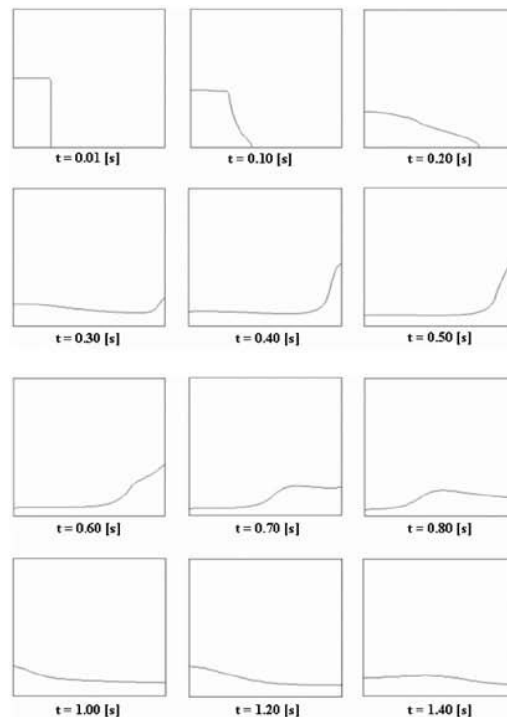 t = 0.01 [s]
t = 0.10 [s]
t = 0.20 [s]
t = 0.30 [s]
t = 0.40 [s]
t = 0.50 [s]
t = 0.60 [s]
t = 0.70 [s]
t = 0.80 [s]
t = 1.00 [s]
t = 1.20 [s]
t = 1.40 [s]